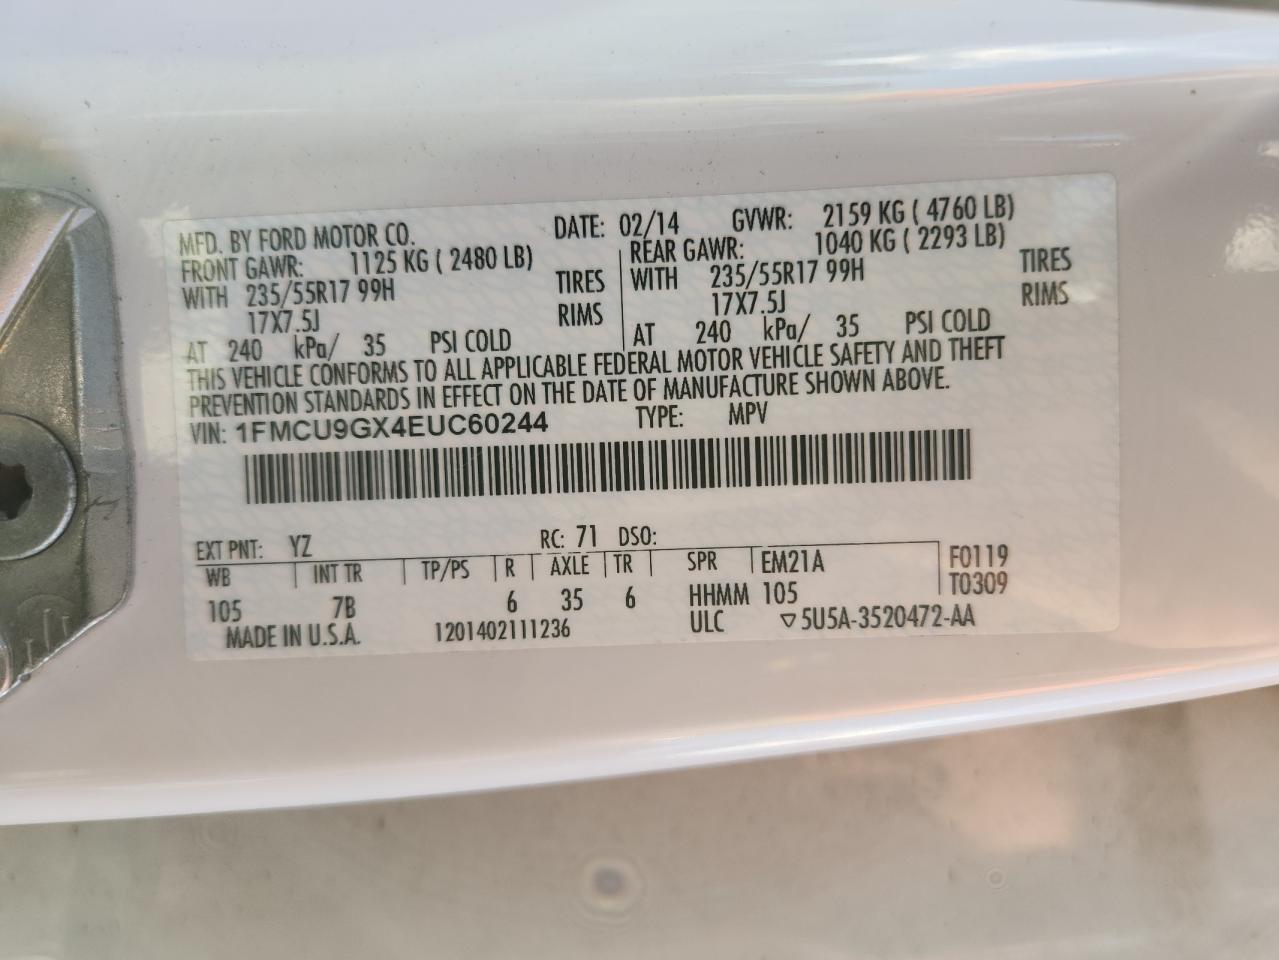 MFD. BY FORD MOTOR CO. DATE: 02/14 GVWR: 2159 KG ( 4760 LB)
FRONT GAWR: 1125 KG ( 2480 LB) REAR GAWR: 1040 KG ( 2293 LB)
WITH 235/55R17 99H TIRES WITH 235/55R17 99H TIRES
17X7.5J RIMS 17X7.5J RIMS
AT 240 kPa/ 35 PSI COLD AT 240 kPa/ 35 PSI COLD
THIS VEHICLE CONFORMS TO ALL APPLICABLE FEDERAL MOTOR VEHICLE SAFETY AND THEFT
PREVENTION STANDARDS IN EFFECT ON THE DATE OF MANUFACTURE SHOWN ABOVE.
VIN: 1FMCU9GX4EUC60244 TYPE: MPV
EXT PNT: YZ RC: 71 DSO:
WB INT TR TP/PS R AXLE TR SPR EM21A F0119
105 7B 6 35 6 HHMM 105 T0309
MADE IN U.S.A. 1201402111236 ULC ▽5U5A-3520472-AA